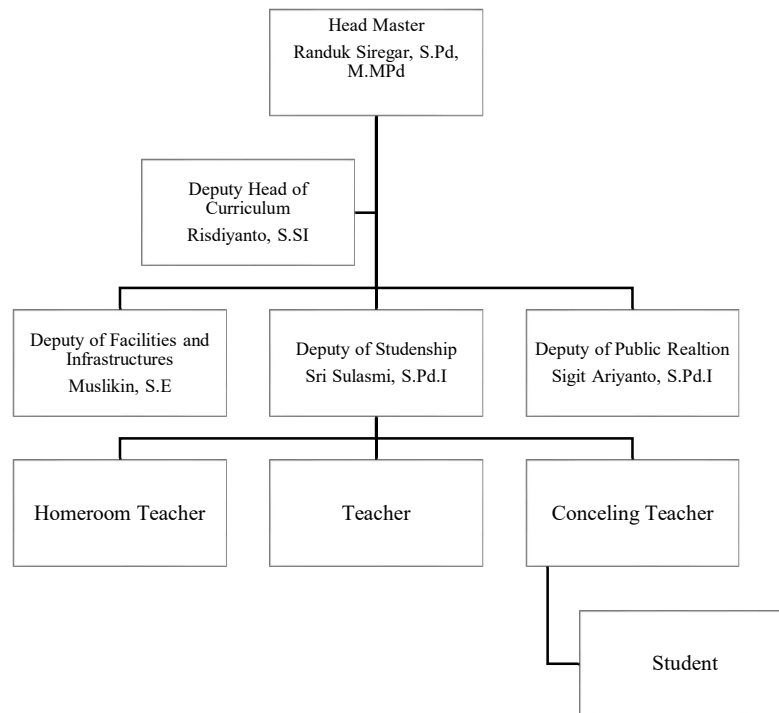 Head Master
Randuk Siregar, S.Pd,
M.MPd
Deputy Head of
Curriculum
Risdiyanto, S.SI
Deputy of Facilities and
Infrastructures
Muslikin, S.E
Deputy of Studenship
Sri Sulasmi, S.Pd.I
Deputy of Public Realtion
Sigit Ariyanto, S.Pd.I
Homeroom Teacher
Teacher
Conceling Teacher
Student